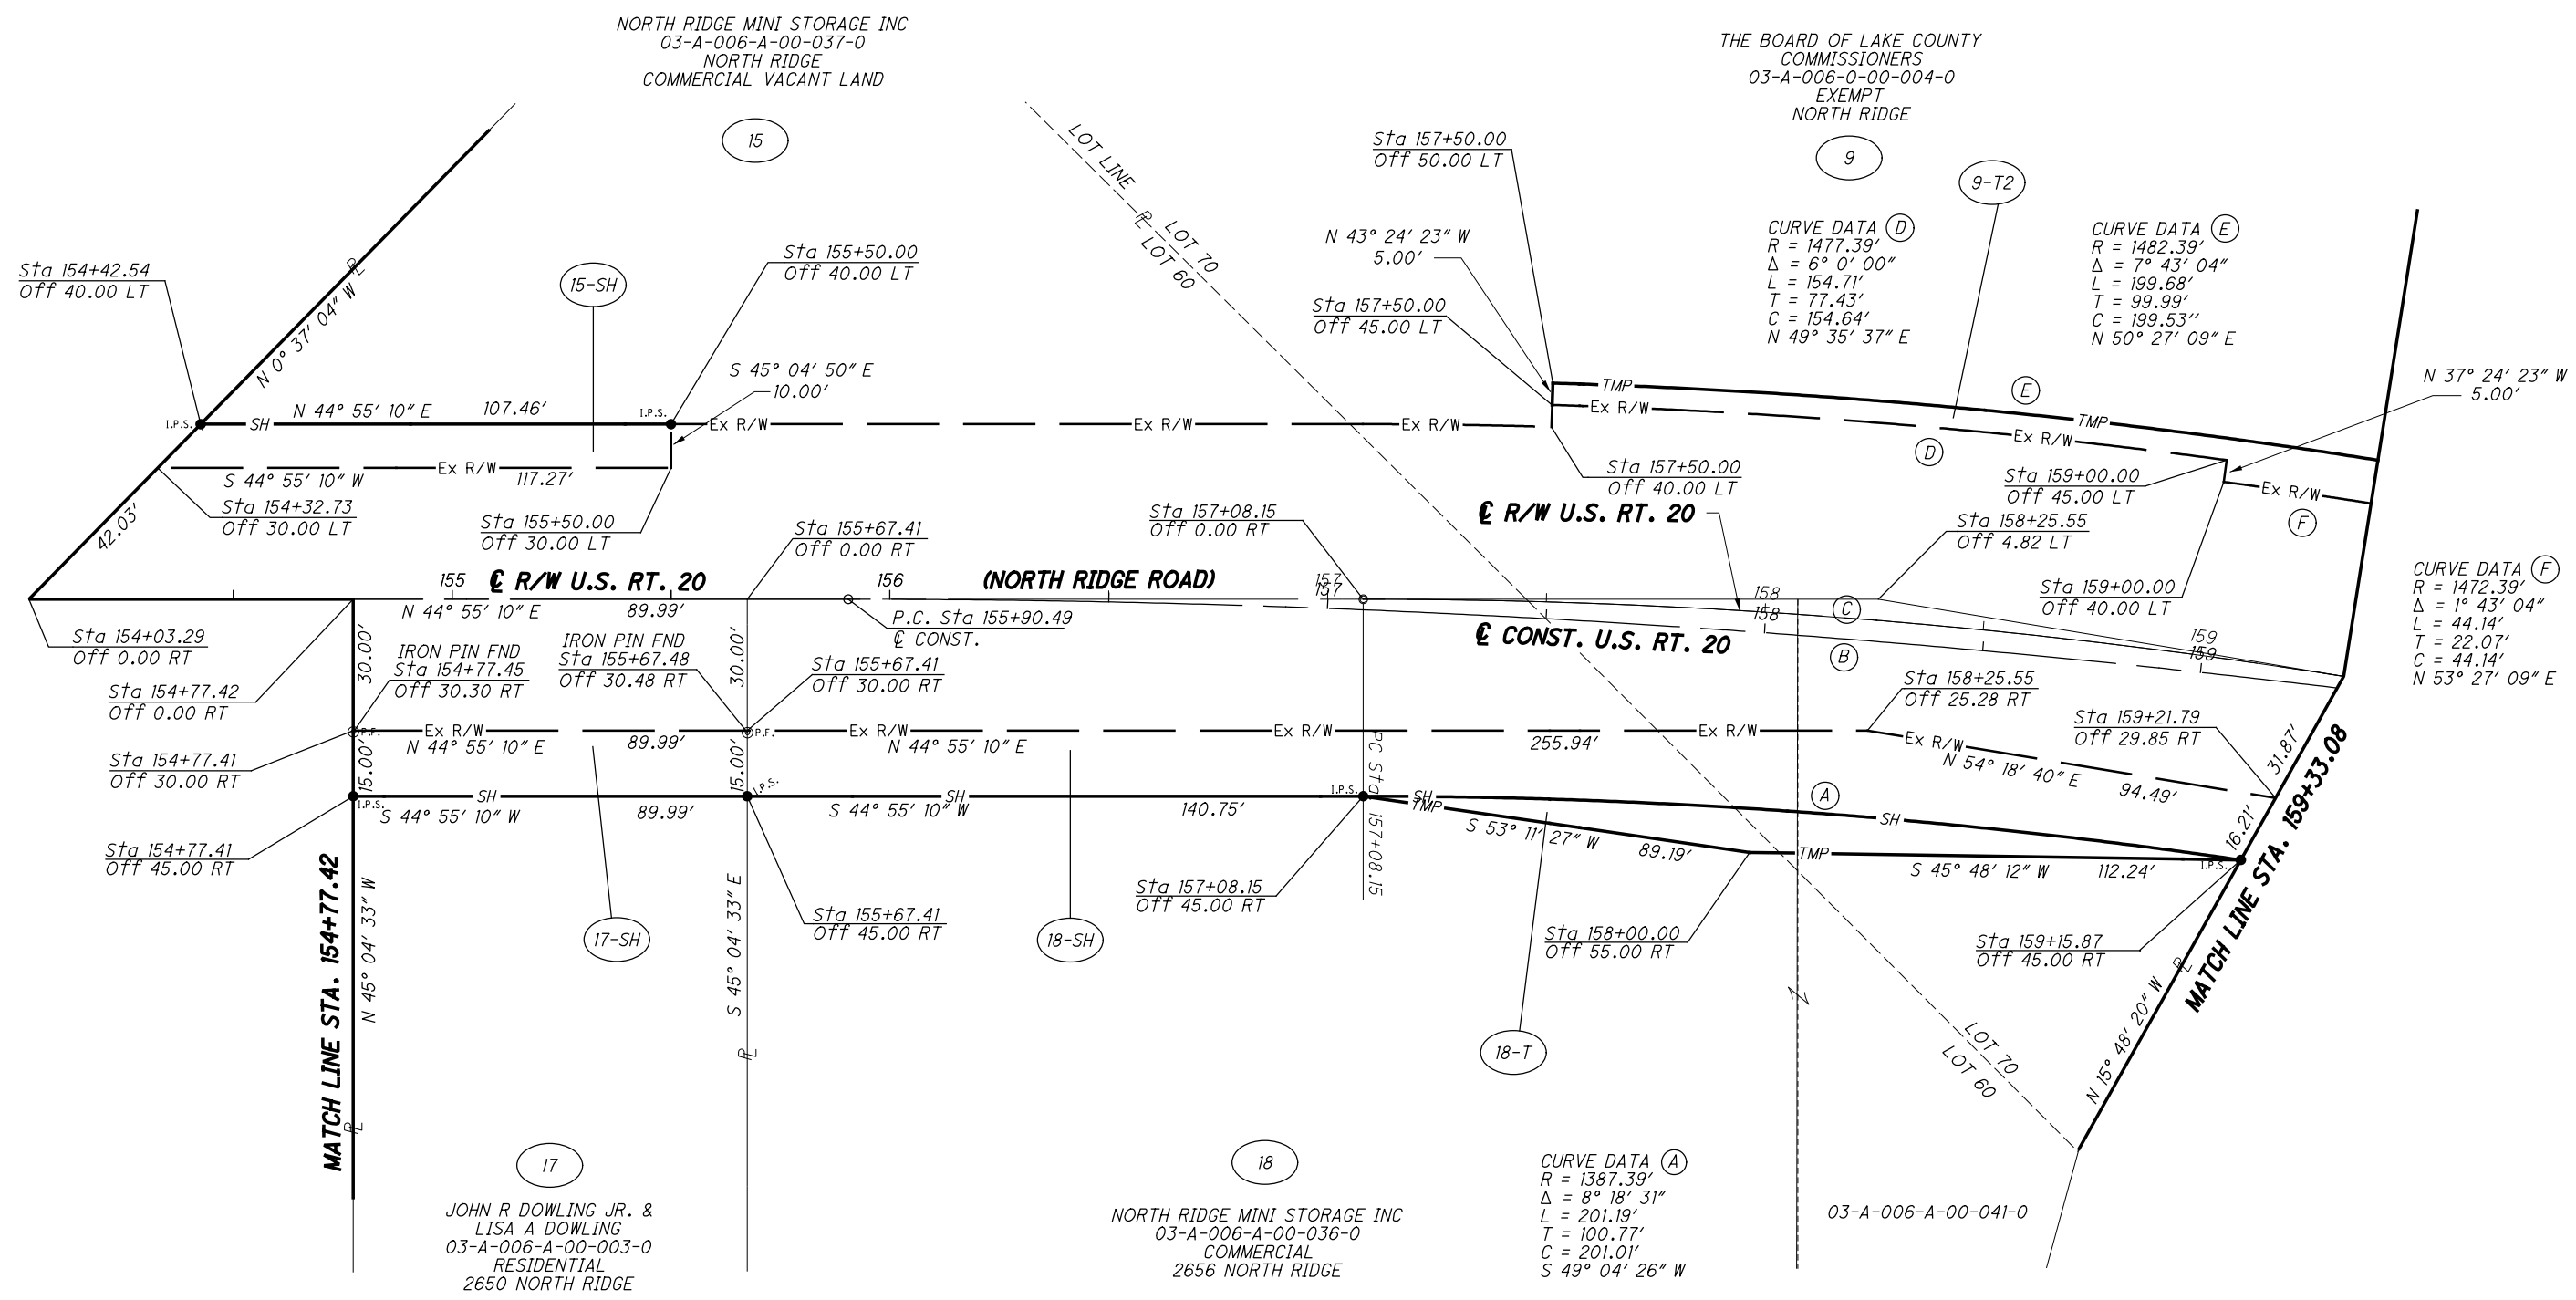 NORTH RIDGE MINI STORAGE INC
03-A-006-A-00-037-0
NORTH RIDGE
COMMERCIAL VACANT LAND
15
THE BOARD OF LAKE COUNTY
COMMISSIONERS
03-A-006-0-00-004-0
EXEMPT
NORTH RIDGE
9
9-T2
LOT LINE
PL
LOT 70
LOT 60
Sta 157+50.00
Off 50.00 LT
N 43° 24' 23" W
5.00'
Sta 157+50.00
Off 45.00 LT
CURVE DATA D
R = 1477.39'
Δ = 6° 0' 00"
L = 154.71'
T = 77.43'
C = 154.64'
N 49° 35' 37" E
CURVE DATA E
R = 1482.39'
Δ = 7° 43' 04"
L = 199.68'
T = 99.99'
C = 199.53''
N 50° 27' 09" E
Sta 154+42.54
Off 40.00 LT
PL
N 0° 37' 04" W
15-SH
Sta 155+50.00
Off 40.00 LT
S 45° 04' 50" E
10.00'
N 37° 24' 23" W
5.00'
I.P.S.
SH
N 44° 55' 10" E
107.46'
I.P.S.
Ex R/W
Ex R/W
Ex R/W
TMP
E
TMP
Ex R/W
D
Ex R/W
S 44° 55' 10" W
Ex R/W
117.27'
42.03'
Sta 154+32.73
Off 30.00 LT
Sta 155+50.00
Off 30.00 LT
Sta 155+67.41
Off 0.00 RT
Sta 157+08.15
Off 0.00 RT
Sta 157+50.00
Off 40.00 LT
℄ R/W U.S. RT. 20
Sta 159+00.00
Off 45.00 LT
Ex R/W
F
Sta 158+25.55
Off 4.82 LT
Sta 159+00.00
Off 40.00 LT
CURVE DATA F
R = 1472.39'
Δ = 1° 43' 04"
L = 44.14'
T = 22.07'
C = 44.14'
N 53° 27' 09" E
155
℄ R/W U.S. RT. 20
156
(NORTH RIDGE ROAD)
157
157
158
158
159
159
C
B
N 44° 55' 10" E
89.99'
P.C. Sta 155+90.49
℄ CONST.
℄ CONST. U.S. RT. 20
Sta 154+03.29
Off 0.00 RT
Sta 154+77.42
Off 0.00 RT
30.00'
IRON PIN FND
Sta 154+77.45
Off 30.30 RT
IRON PIN FND
Sta 155+67.48
Off 30.48 RT
30.00'
Sta 155+67.41
Off 30.00 RT
Sta 158+25.55
Off 25.28 RT
Sta 159+21.79
Off 29.85 RT
P.F.
Ex R/W
N 44° 55' 10" E
89.99'
P.F.
Ex R/W
N 44° 55' 10" E
Ex R/W
255.94'
Ex R/W
Ex R/W
N 54° 18' 40" E
94.49'
31.87'
16.21'
Sta 154+77.41
Off 30.00 RT
15.00'
15.00'
I.P.S.
SH
S 44° 55' 10" W
89.99'
I.P.S.
SH
S 44° 55' 10" W
140.75'
I.P.S.
PC Sta 157+08.15
SH
TMP
A
SH
S 53° 11' 27" W
89.19'
TMP
S 45° 48' 12" W
112.24'
I.P.S.
MATCH LINE STA. 159+33.08
Sta 154+77.41
Off 45.00 RT
MATCH LINE STA. 154+77.42
N 45° 04' 33" W
PL
17-SH
S 45° 04' 33" E
PL
Sta 155+67.41
Off 45.00 RT
18-SH
Sta 157+08.15
Off 45.00 RT
Sta 158+00.00
Off 55.00 RT
Sta 159+15.87
Off 45.00 RT
18-T
PL
N 15° 48' 20" W
LOT 70
LOT 60
17
JOHN R DOWLING JR. &
LISA A DOWLING
03-A-006-A-00-003-0
RESIDENTIAL
2650 NORTH RIDGE
18
NORTH RIDGE MINI STORAGE INC
03-A-006-A-00-036-0
COMMERCIAL
2656 NORTH RIDGE
CURVE DATA A
R = 1387.39'
Δ = 8° 18' 31"
L = 201.19'
T = 100.77'
C = 201.01'
S 49° 04' 26" W
03-A-006-A-00-041-0